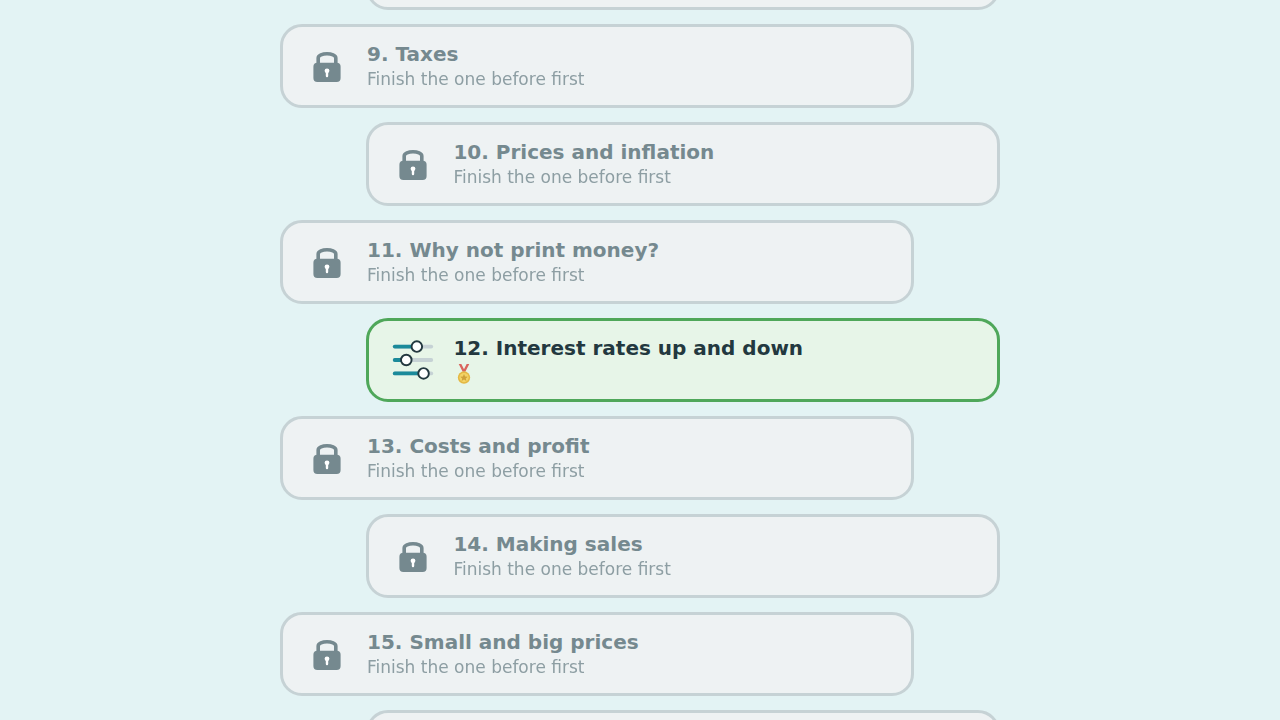 9. Taxes
Finish the one before first
10. Prices and inflation
Finish the one before first
11. Why not print money?
Finish the one before first
12. Interest rates up and down
13. Costs and profit
Finish the one before first
14. Making sales
Finish the one before first
15. Small and big prices
Finish the one before first